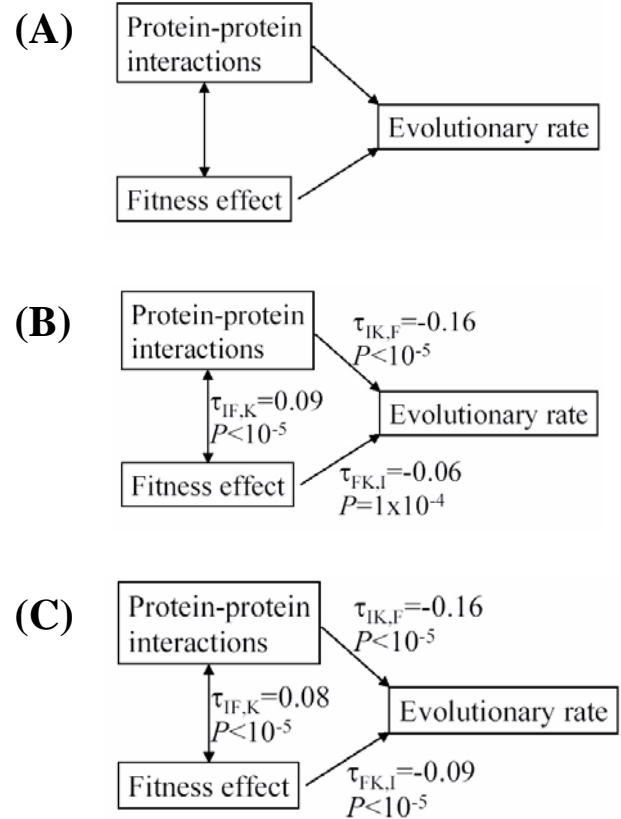 (A)
Protein-protein
interactions
Evolutionary rate
Fitness effect
(B)
Protein-protein
interactions
τIK,F=-0.16
P<10-5
τIF,K=0.09
P<10-5
Evolutionary rate
Fitness effect
τFK,I=-0.06
P=1x10-4
(C)
Protein-protein
interactions
τIK,F=-0.16
P<10-5
τIF,K=0.08
P<10-5
Evolutionary rate
Fitness effect
τFK,I=-0.09
P<10-5